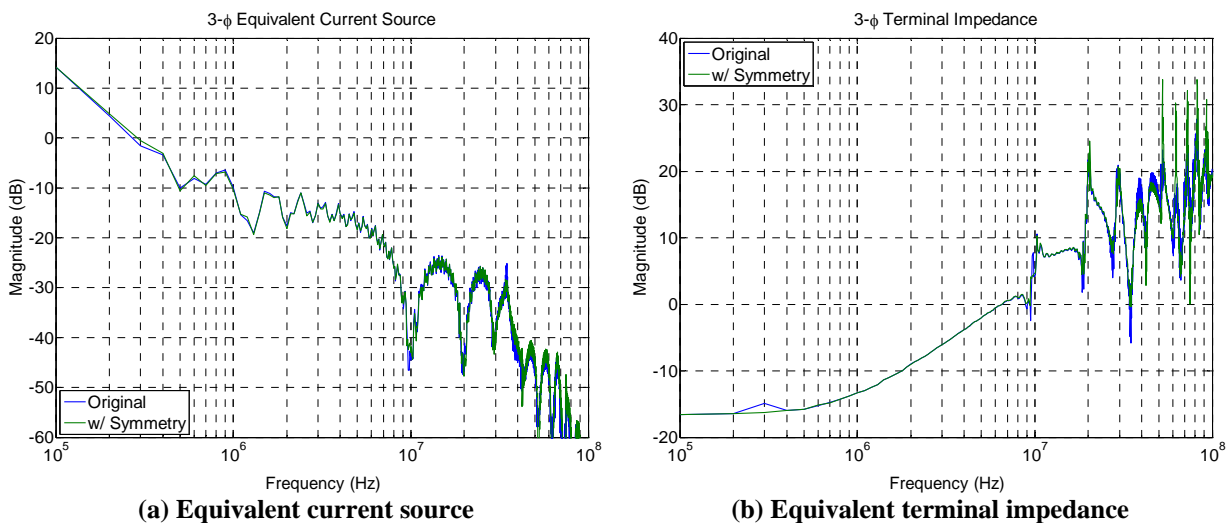 3-ϕ Equivalent Current Source
20
10
0
-10
-20
-30
-40
-50
-60
Magnitude (dB)
Original
w/ Symmetry
10^5
10^6
10^7
10^8
Frequency (Hz)
(a) Equivalent current source
3-ϕ Terminal Impedance
40
30
20
10
0
-10
-20
Magnitude (dB)
Original
w/ Symmetry
10^5
10^6
10^7
10^8
Frequency (Hz)
(b) Equivalent terminal impedance